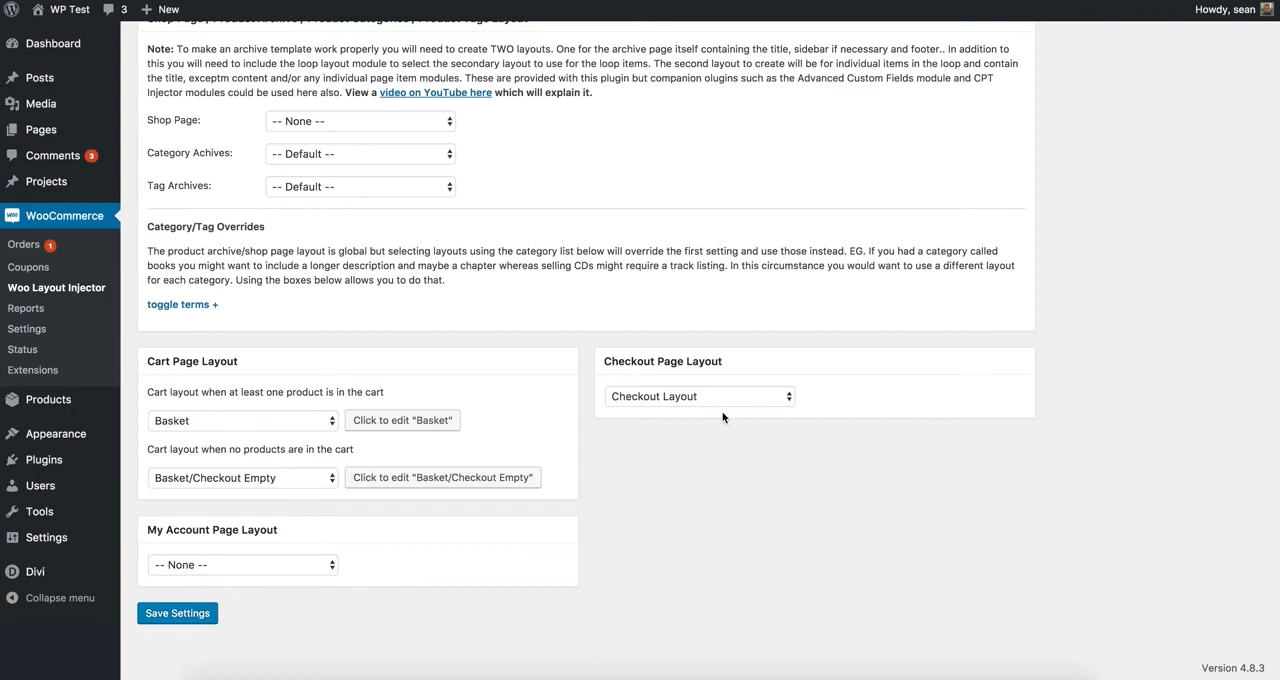 WP Test
3
New
Howdy, sean
Dashboard
Posts
Media
Pages
Comments 3
Projects
WooCommerce
Orders 1
Coupons
Woo Layout Injector
Reports
Settings
Status
Extensions
Products
Appearance
Plugins
Users
Tools
Settings
Divi
Collapse menu
Shop Page / Product Archive / Product Categories / Product Tags Layout
Note: To make an archive template work properly you will need to create TWO layouts. One for the archive page itself containing the title, sidebar if necessary and footer.. In addition to
this you will need to include the loop layout module to select the secondary layout to use for the loop items. The second layout to create will be for individual items in the loop and contain
the title, exceptm content and/or any individual page item modules. These are provided with this plugin but companion olugins such as the Advanced Custom Fields module and CPT
Injector modules could be used here also. View a video on YouTube here which will explain it.
Shop Page:
-- None --
Category Achives:
-- Default --
Tag Archives:
-- Default --
Category/Tag Overrides
The product archive/shop page layout is global but selecting layouts using the category list below will override the first setting and use those instead. EG. If you had a category called
books you might want to include a longer description and maybe a chapter whereas selling CDs might require a track listing. In this circumstance you would want to use a different layout
for each category. Using the boxes below allows you to do that.
toggle terms +
Cart Page Layout
Cart layout when at least one product is in the cart
Basket
Click to edit "Basket"
Cart layout when no products are in the cart
Basket/Checkout Empty
Click to edit "Basket/Checkout Empty"
Checkout Page Layout
Checkout Layout
My Account Page Layout
-- None --
Save Settings
Version 4.8.3